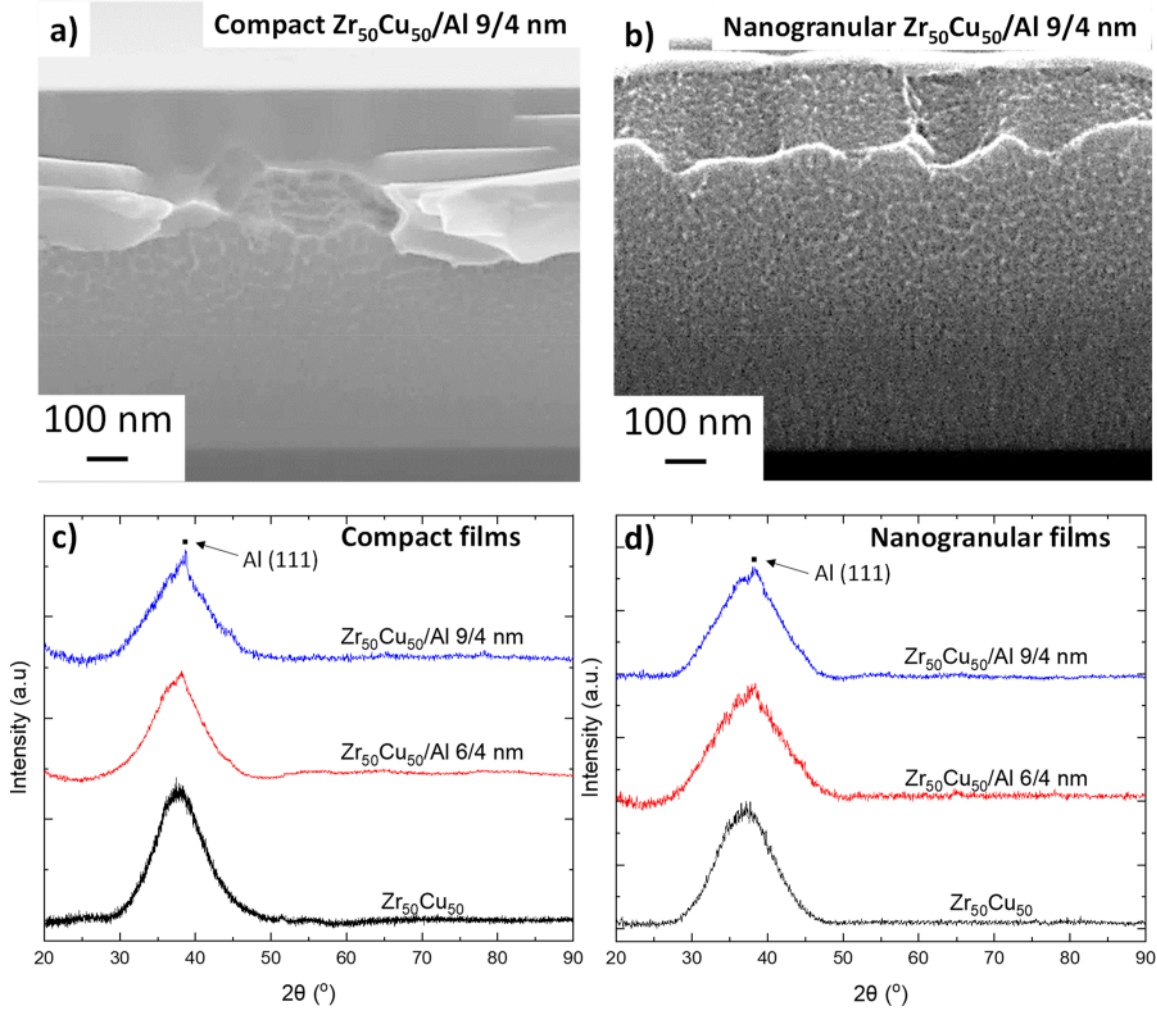 a) Compact Zr₅₀Cu₅₀/Al 9/4 nm
100 nm
b) Nanogranular Zr₅₀Cu₅₀/Al 9/4 nm
100 nm
c) Compact films
Al (111)
Zr₅₀Cu₅₀/Al 9/4 nm
Zr₅₀Cu₅₀/Al 6/4 nm
Zr₅₀Cu₅₀
Intensity (a.u)
20 30 40 50 60 70 80 90
2θ (°)
d) Nanogranular films
Al (111)
Zr₅₀Cu₅₀/Al 9/4 nm
Zr₅₀Cu₅₀/Al 6/4 nm
Zr₅₀Cu₅₀
Intensity (a.u.)
20 30 40 50 60 70 80 90
2θ (°)